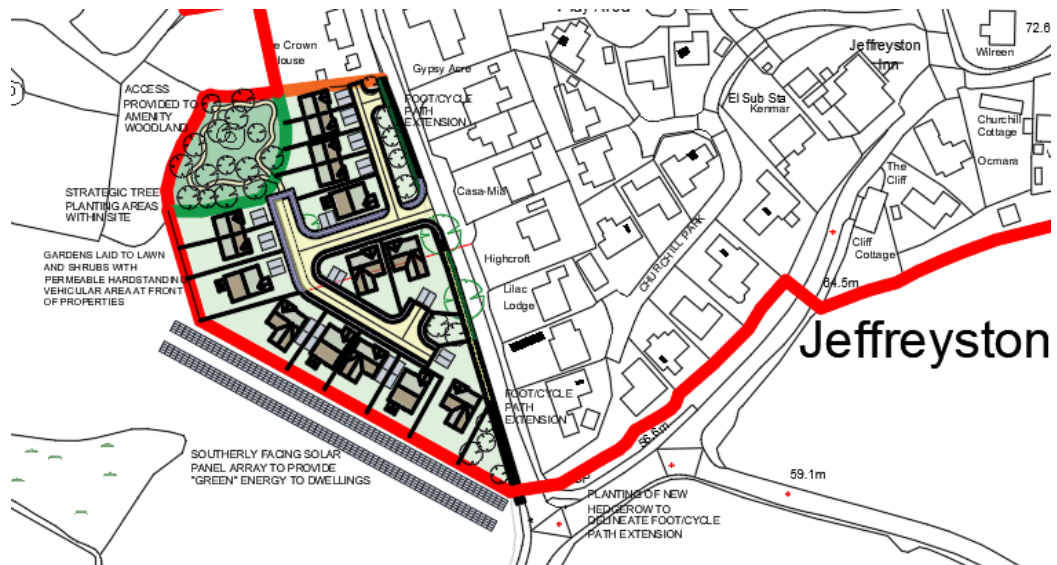 Play Area
e Crown
louse
Gypsy Acre
ACCESS
PROVIDED TO
AMENITY
WOODLAND
FOOT/CYCLE
PATH
EXTENSION
STRATEGIC TREE
PLANTING AREAS
WITHIN SITE
GARDENS LAID TO LAWN
AND SHRUBS WITH
PERMEABLE HARDSTANDING
VEHICULAR AREA AT FRONT
OF PROPERTIES
Casa-Mia
Highcroft
Lilac
Lodge
CHURCHILL PARK
El Sub Sta
Kenmar
Jeffreyston
Inn
Wilreen
72.6
Churchill
Cottage
Ocmara
The
Cliff
Cliff
Cottage
64.5m
Jeffreyston
FOOT/CYCLE
PATH
EXTENSION
SOUTHERLY FACING SOLAR
PANEL ARRAY TO PROVIDE
"GREEN" ENERGY TO DWELLINGS
56.6m
59.1m
PLANTING OF NEW
HEDGEROW TO
DELINEATE FOOT/CYCLE
PATH EXTENSION